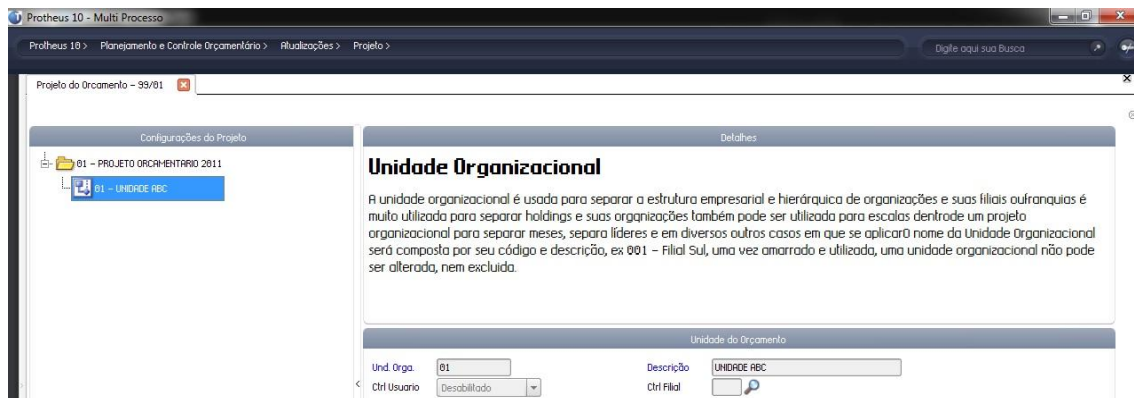 Protheus 10 - Multi Processo
Protheus 10 > Planejamento e Controle Orçamentário > Atualizações > Projeto >
Digite aqui sua Busca
Projeto do Orcamento - 99/01
Configurações do Projeto
Detalhes
01 - PROJETO ORCAMENTARIO 2011
01 - UNIDADE ABC
Unidade Organizacional
A unidade organizacional é usada para separar a estrutura empresarial e hierárquica de organizações e suas filiais oufranquias é
muito utilizada para separar holdings e suas organizações também pode ser utilizada para escalas dentrode um projeto
organizacional para separar meses, separa líderes e em diversos outros casos em que se aplicarO nome da Unidade Organizacional
será composta por seu código e descrição, ex 001 - Filial Sul, uma vez amarrado e utilizada, uma unidade organizacional não pode
ser alterada, nem excluida.
Unidade do Orçamento
Und. Orga. 01 Descrição UNIDADE ABC
Ctrl Usuario Desabilitado Ctrl Filial